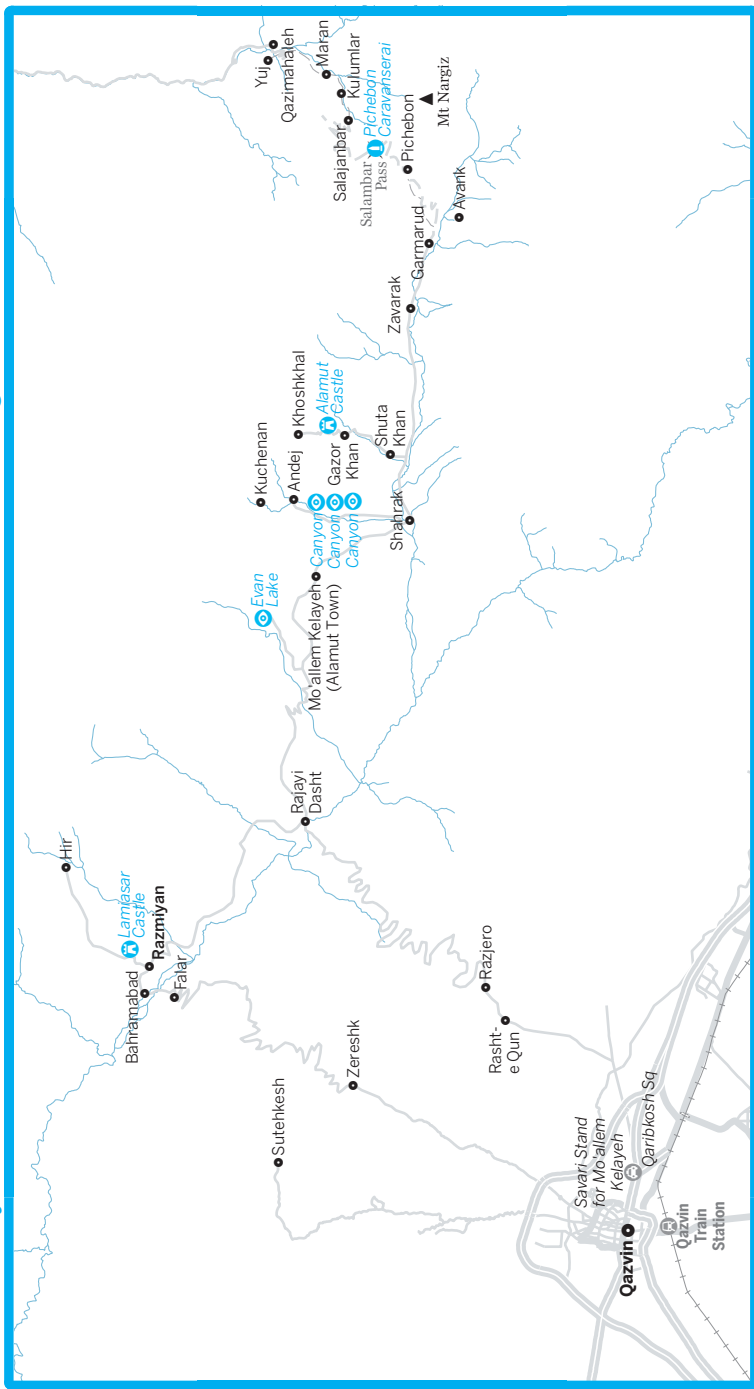 Yuj
Qazimahaleh
Maran
Kulumlar
Salajanbar
Pichebon
Caravanserai
Salambar
Pass
Pichebon
Mt Nargiz
Avank
Garmarud
Zavarak
Khoshkhal
Alamut
Castle
Kuchenan
Andej
Gazor
Khan
Shuta
Khan
Canyon
Canyon
Canyon
Shahrak
Evan
Lake
Mo'allem Kelayeh
(Alamut Town)
Rajayi
Dasht
Hir
Lamiasar
Castle
Razmiyan
Bahramabad
Falar
Razjero
Rasht-
e Qun
Zereshk
Sutehkesh
Savari Stand
for Mo'allem
Kelayeh
Qaribkosh Sq
Qazvin
Qazvin
Train
Station